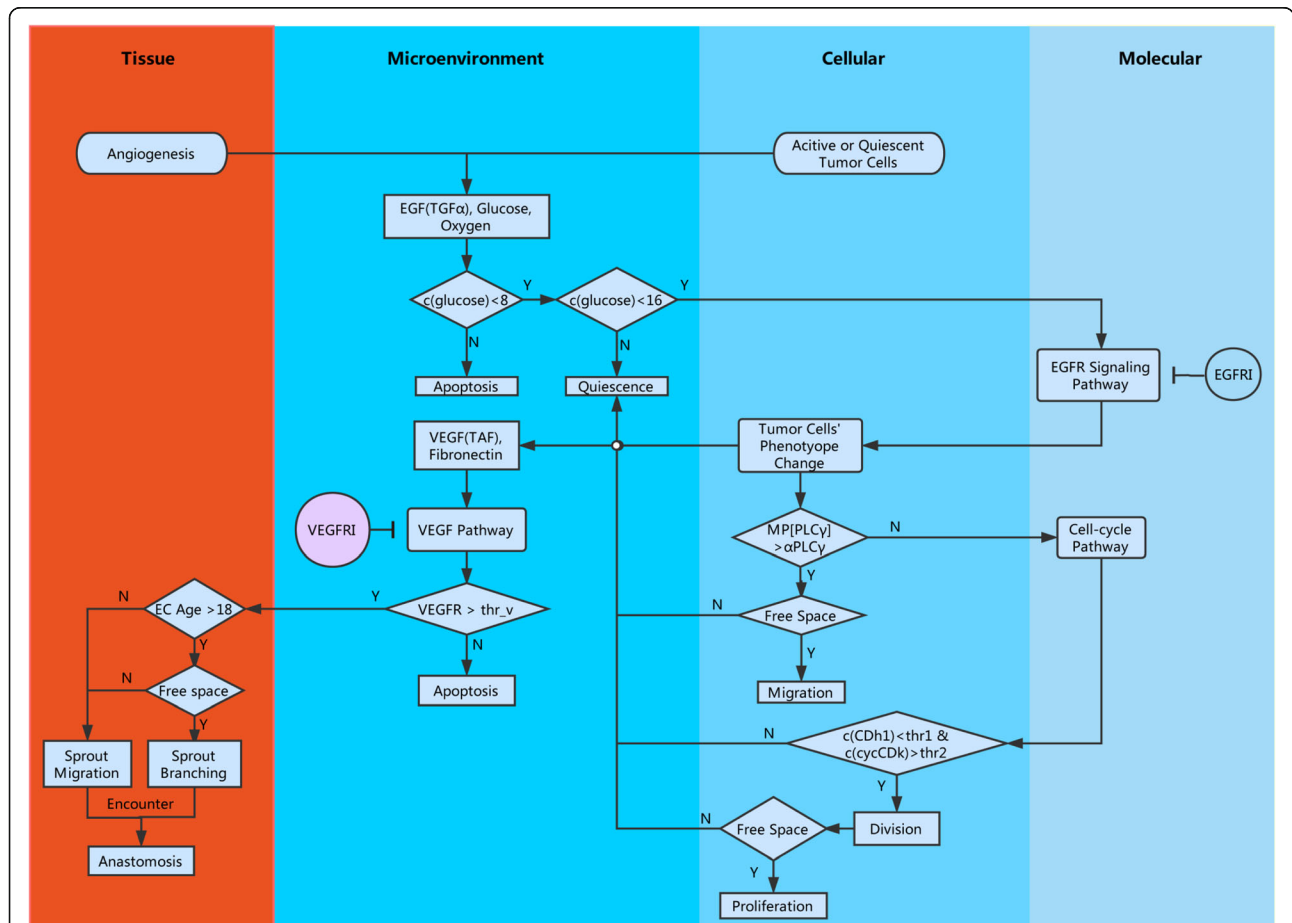 Tissue
Microenvironment
Cellular
Molecular
Angiogenesis
Acitive or Quiescent
Tumor Cells
EGF(TGFα), Glucose,
Oxygen
c(glucose)<8
Y
c(glucose)<16
Y
N
N
Apoptosis
Quiescence
EGFR Signaling
Pathway
EGFRI
VEGF(TAF),
Fibronectin
Tumor Cells'
Phenotyope
Change
VEGFRI
VEGF Pathway
MP[PLCγ]
>αPLCγ
N
Cell-cycle
Pathway
Y
N
EC Age >18
Y
VEGFR > thr_v
N
Free Space
Y
N
Y
N
Free space
Apoptosis
Migration
Y
Sprout
Migration
Sprout
Branching
N
c(CDh1)<thr1 &
c(cycCDk)>thr2
Y
Encounter
N
Free Space
Division
Anastomosis
Y
Proliferation